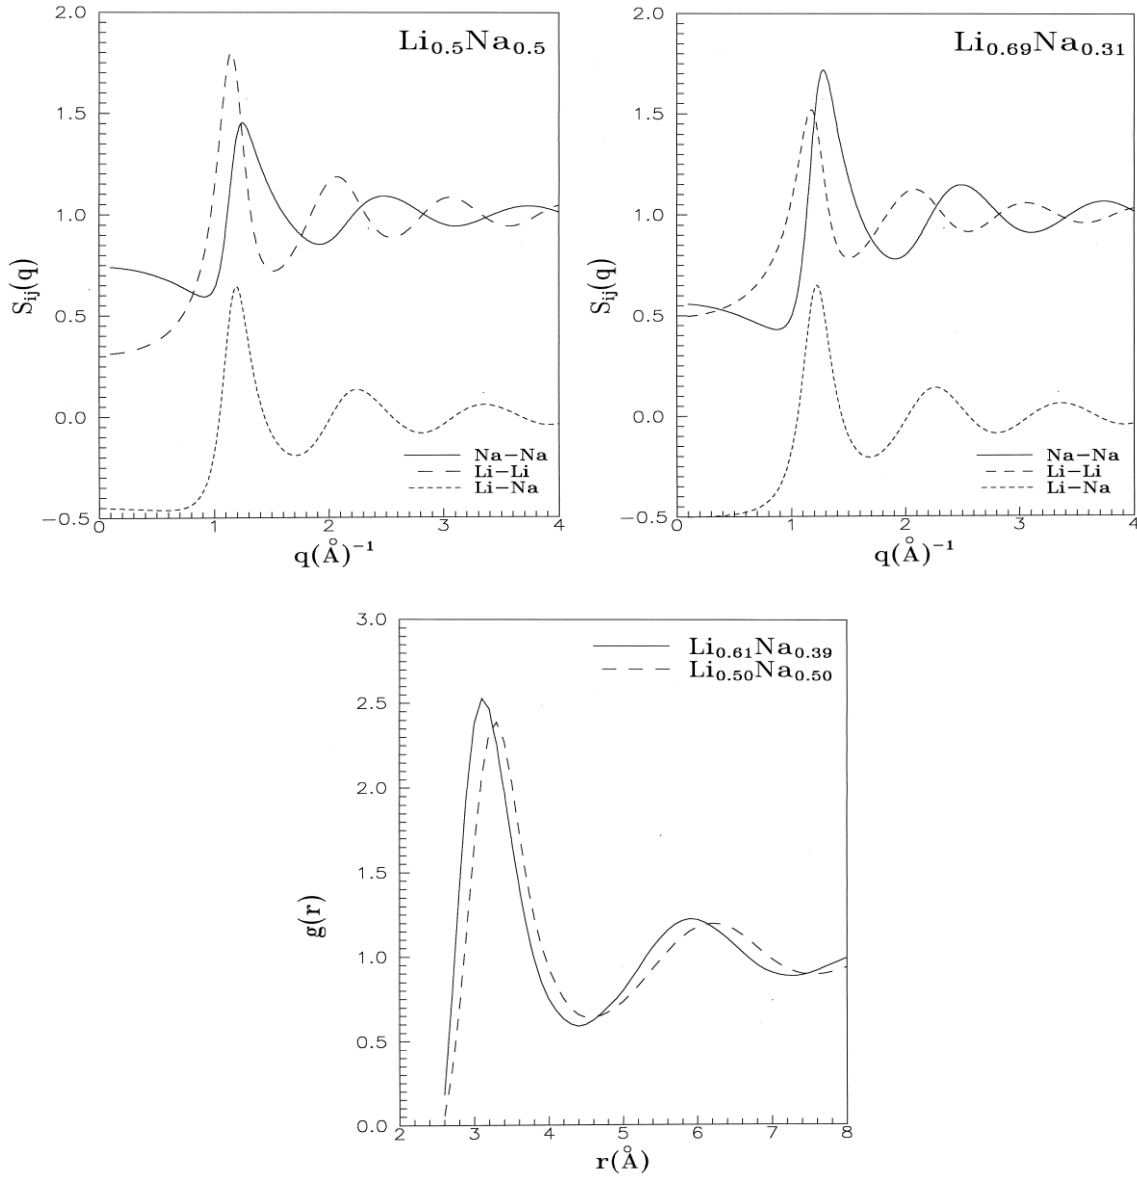 Li0.5Na0.5
2.0
1.5
1.0
0.5
0.0
−0.5
Sij(q)
Na−Na
Li−Li
Li−Na
0 1 2 3 4
q(Å)−1
Li0.69Na0.31
2.0
1.5
1.0
0.5
0.0
−0.5
Sij(q)
Na−Na
Li−Li
Li−Na
0 1 2 3 4
q(Å)−1
Li0.61Na0.39
Li0.50Na0.50
3.0
2.5
2.0
1.5
1.0
0.5
0.0
g(r)
2 3 4 5 6 7 8
r(Å)